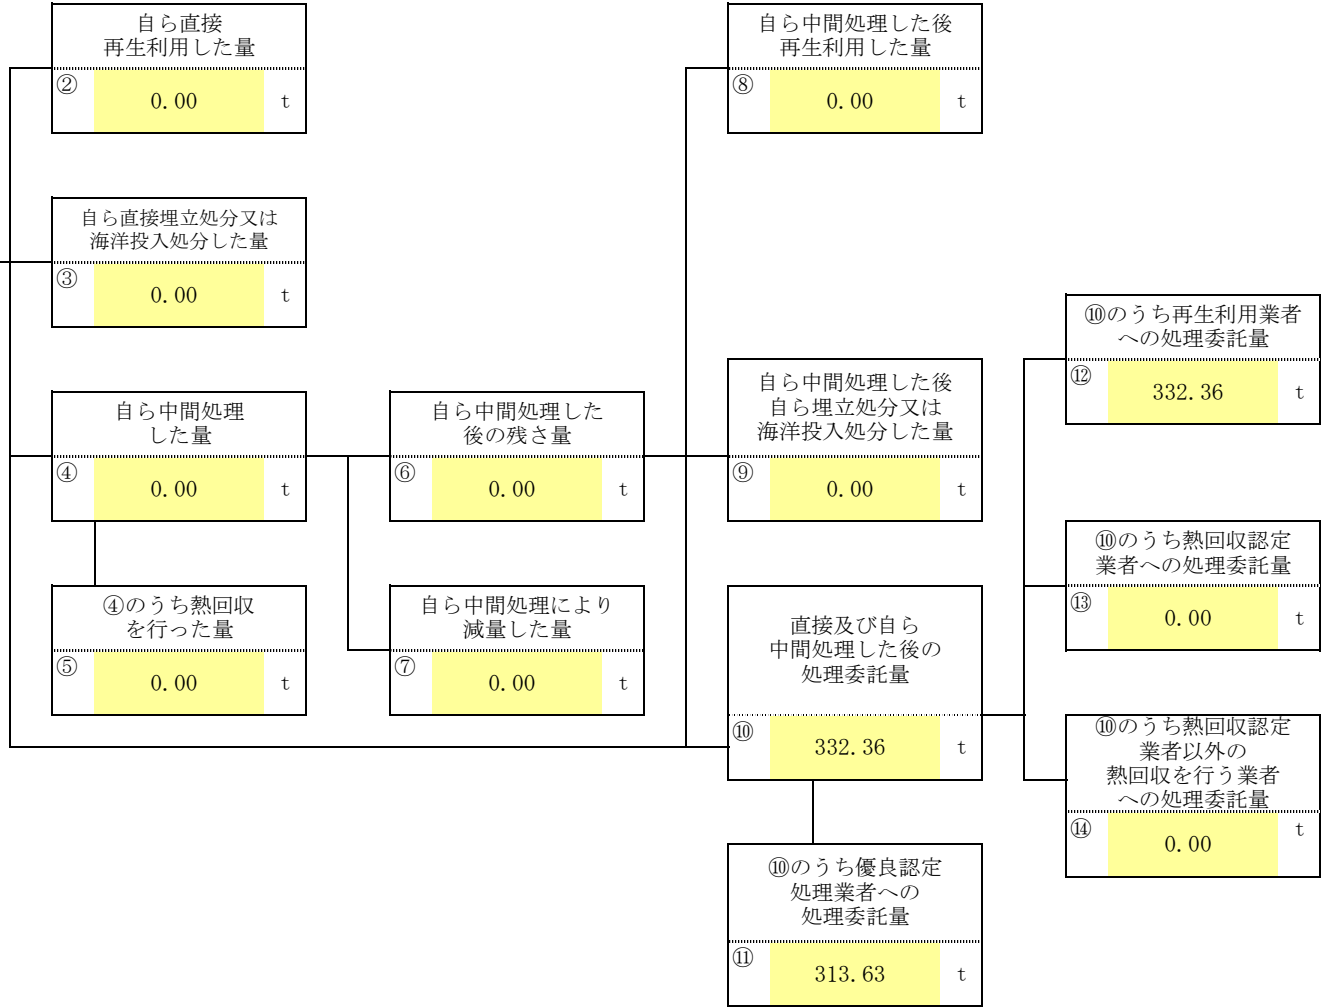 自ら直接
再生利用した量
②
0.00
t
自ら中間処理した後
再生利用した量
⑧
0.00
t
自ら直接埋立処分又は
海洋投入処分した量
③
0.00
t
⑩のうち再生利用業者
への処理委託量
⑫
332.36
t
自ら中間処理
した量
④
0.00
t
自ら中間処理した
後の残さ量
⑥
0.00
t
自ら中間処理した後
自ら埋立処分又は
海洋投入処分した量
⑨
0.00
t
⑩のうち熱回収認定
業者への処理委託量
⑬
0.00
t
④のうち熱回収
を行った量
⑤
0.00
t
自ら中間処理により
減量した量
⑦
0.00
t
直接及び自ら
中間処理した後の
処理委託量
⑩
332.36
t
⑩のうち熱回収認定
業者以外の
熱回収を行う業者
への処理委託量
⑭
0.00
t
⑩のうち優良認定
処理業者への
処理委託量
⑪
313.63
t